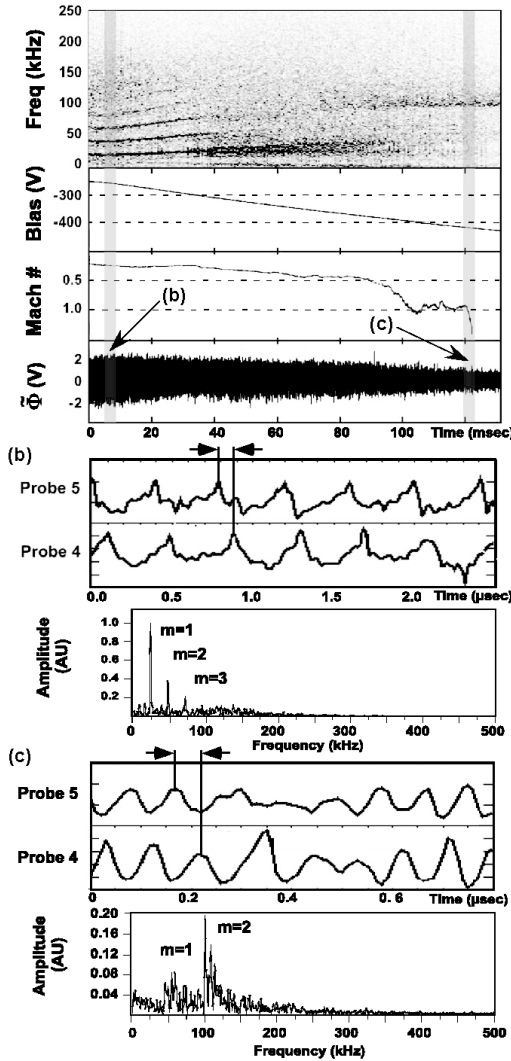 250
200
150
100
50
0
Freq (kHz)
-300
-400
Bias (V)
0.5
1.0
Mach #
(b)
(c)
2
0
-2
Φ̃ (V)
0 20 40 60 80 100 Time (msec)
(b)
Probe 5
Probe 4
0.0 0.5 1.0 1.5 2.0 Time (µsec)
1.0
0.8
0.6
0.4
0.2
Amplitude
(AU)
m=1
m=2
m=3
0 100 200 300 400 500
Frequency (kHz)
(c)
Probe 5
Probe 4
0 0.2 0.4 0.6 Time (µsec)
0.20
0.16
0.12
0.08
0.04
Amplitude
(AU)
m=2
m=1
0 100 200 300 400 500
Frequency (kHz)